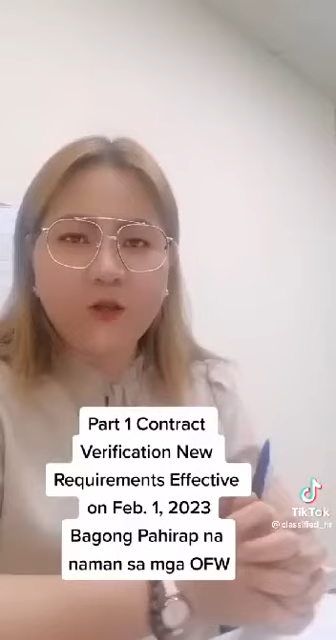 Part 1 Contract
Verification New
Requirements Effective
on Feb. 1, 2023
Bagong Pahirap na
naman sa mga OFW
TikTok
@classified_hr